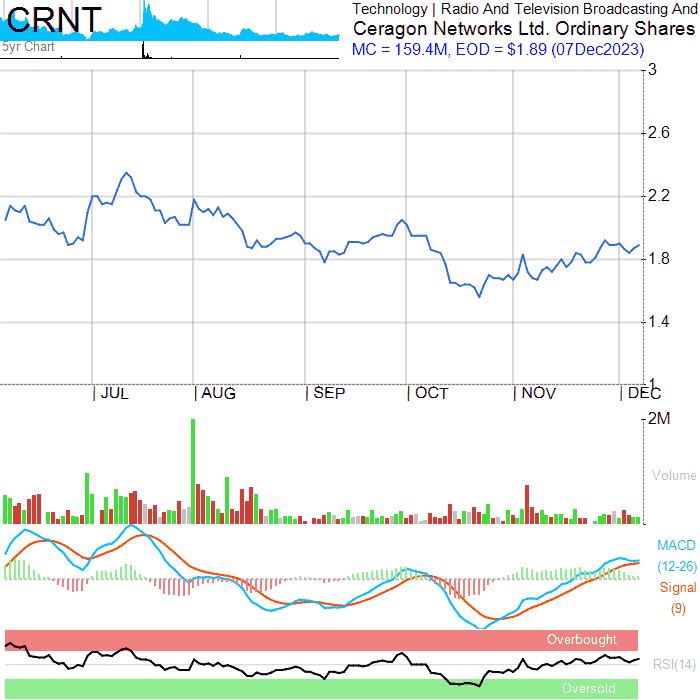 CRNT
5yr Chart
Technology | Radio And Television Broadcasting And
Ceragon Networks Ltd. Ordinary Shares
MC = 159.4M, EOD = $1.89 (07Dec2023)
3
2.6
2.2
1.8
1.4
1
JUL AUG SEP OCT NOV DEC
2M
Volume
MACD
(12-26)
Signal
(9)
Overbought
RSI(14)
Oversold